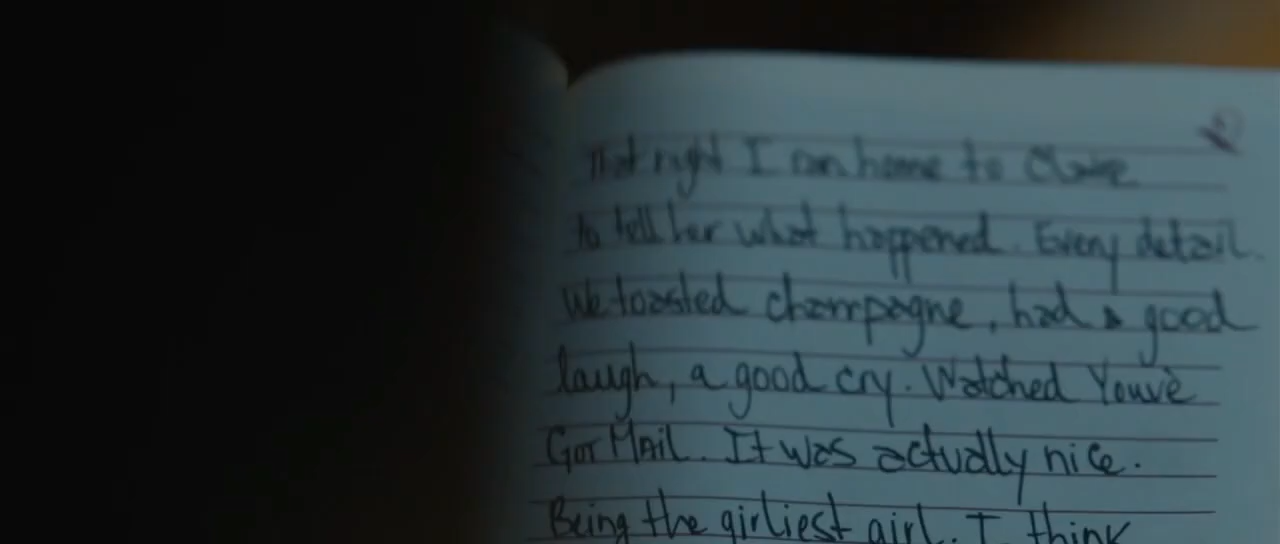 That night I ran home to Claire
to tell her what happened. Every detail.
We toasted champagne, had a good
laugh, a good cry. Watched You've
Got Mail. It was actually nice.
Being the girliest girl. I think